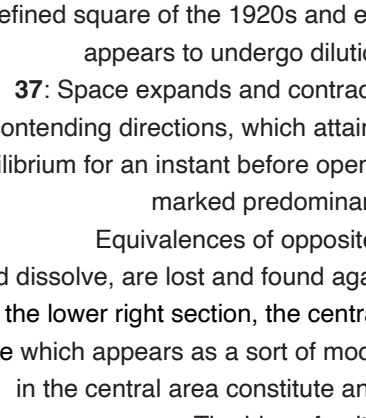 efined square of the 1920s and e
appears to undergo diluti
37: Space expands and contrac
ontending directions, which attain
ilibrium for an instant before open
marked predominan
Equivalences of opposite
d dissolve, are lost and found aga
the lower right section, the centra
e which appears as a sort of mod
in the central area constitute an